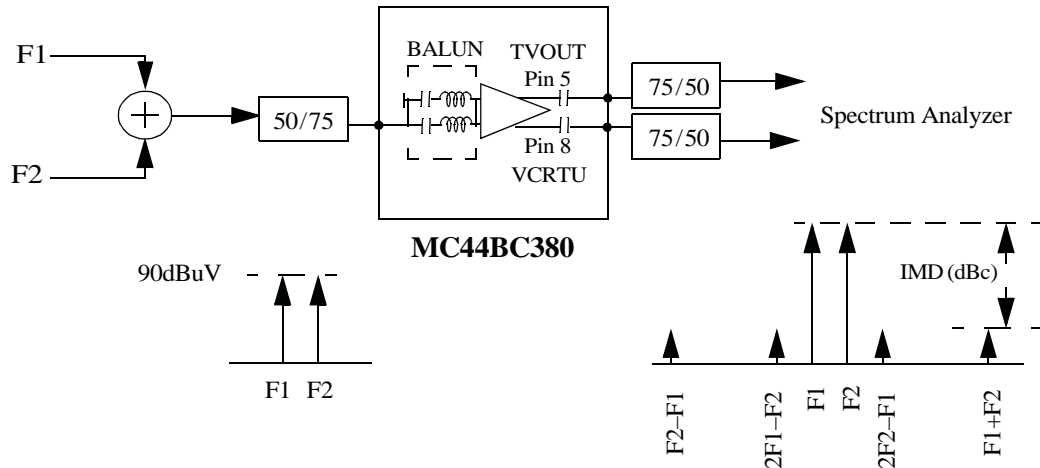 F1
F2
+
50/75
BALUN
TVOUT
Pin 5
Pin 8
VCRTU
75/50
75/50
Spectrum Analyzer
MC44BC380
90dBuV
F1
F2
IMD (dBc)
F2–F1
2F1–F2
F1
F2
2F2–F1
F1+F2